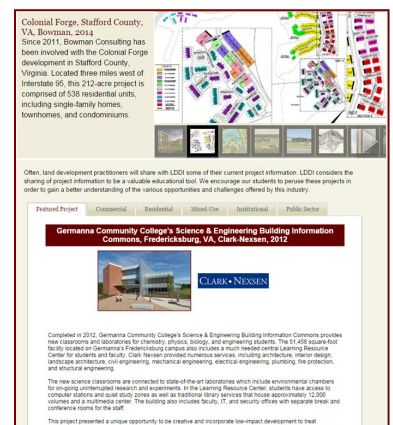 Colonial Forge, Stafford County,
VA, Bowman, 2014
Since 2011, Bowman Consulting has
been involved with the Colonial Forge
development in Stafford County,
Virginia. Located three miles west of
Interstate 95, this 212-acre project is
comprised of 538 residential units,
including single-family homes,
townhomes, and condominiums.
Often, land development practitioners will share with LDDI some of their current project information. LDDI considers the
sharing of project information to be a valuable educational tool. We encourage our students to peruse these projects in
order to gain a better understanding of the various opportunities and challenges offered by this industry.
Featured Project Commercial Residential Mixed-Use Institutional Public Sector
Germanna Community College's Science & Engineering Building Information
Commons, Fredericksburg, VA, Clark-Nexsen, 2012
CLARK•NEXSEN
Completed in 2012, Germanna Community College's Science & Engineering Building Information Commons provides
new classrooms and laboratories for chemistry, physics, biology, and engineering students. The 51,458 square-foot
facility located on Germanna's Fredericksburg campus also includes a much needed central Learning Resource
Center for students and faculty. Clark Nexsen provided numerous services, including architecture, interior design,
landscape architecture, civil engineering, mechanical engineering, electrical engineering, plumbing, fire protection,
and structural engineering.
The new science classrooms are connected to state-of-the-art laboratories which include environmental chambers
for on-going uninterrupted research and experiments. In the Learning Resource Center, students have access to
computer stations and quiet study zones as well as traditional library services that house approximately 12,000
volumes and a multimedia center. The building also includes faculty, IT, and security offices with separate break and
conference rooms for the staff.
This project presented a unique opportunity to be creative and incorporate low-impact development to treat